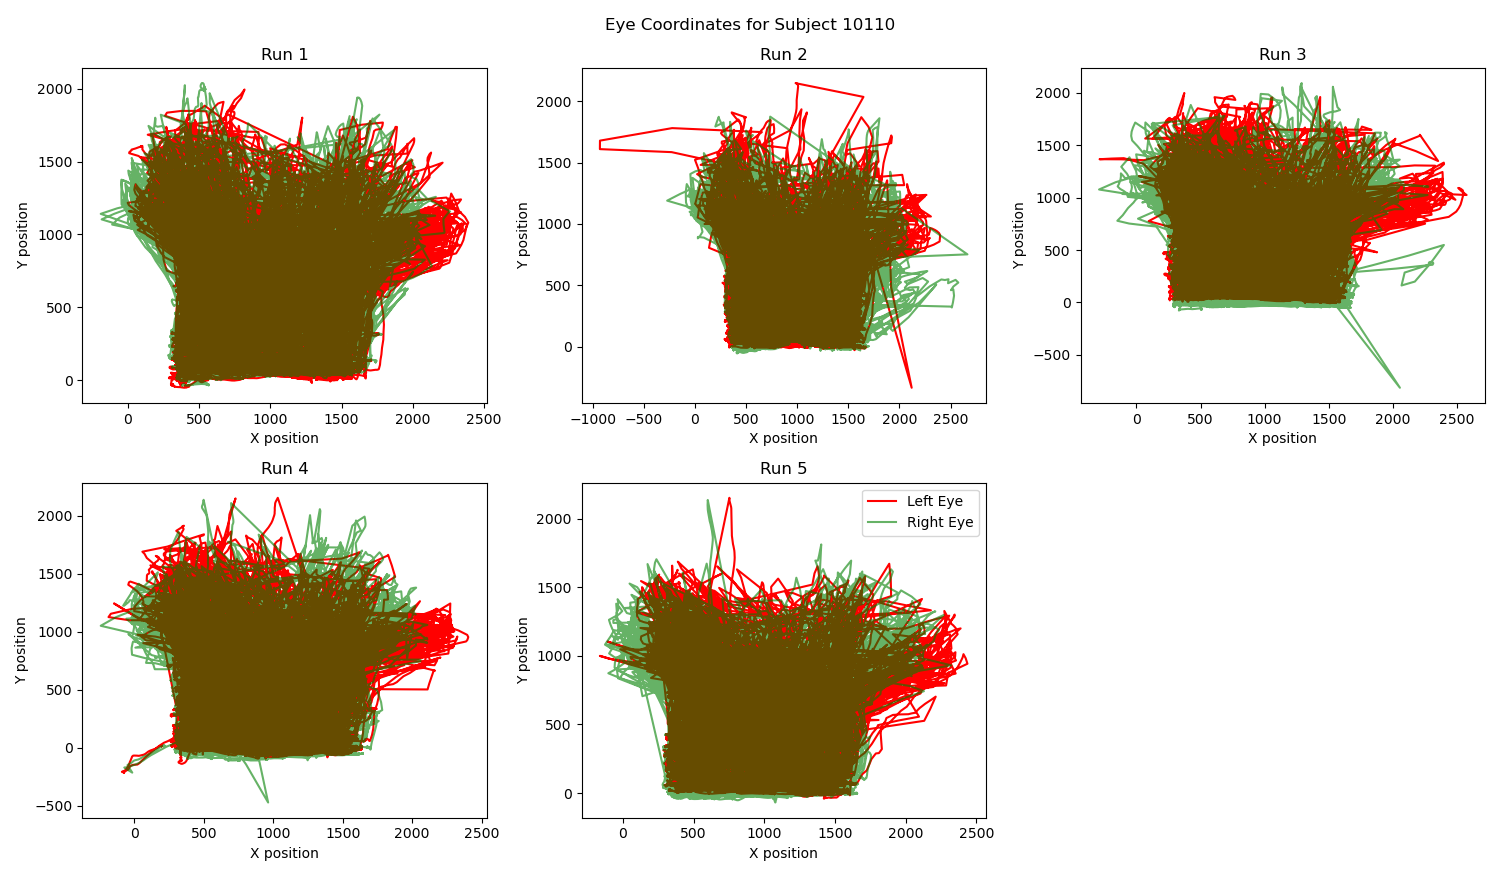 Eye Coordinates for Subject 10110
Run 1
Y position
2000
1500
1000
500
0
0 500 1000 1500 2000 2500
X position
Run 2
Y position
2000
1500
1000
500
0
−1000 −500 0 500 1000 1500 2000 2500
X position
Run 3
Y position
2000
1500
1000
500
0
−500
0 500 1000 1500 2000 2500
X position
Run 4
Y position
2000
1500
1000
500
0
−500
0 500 1000 1500 2000 2500
X position
Run 5
Left Eye
Right Eye
Y position
2000
1500
1000
500
0
0 500 1000 1500 2000 2500
X position